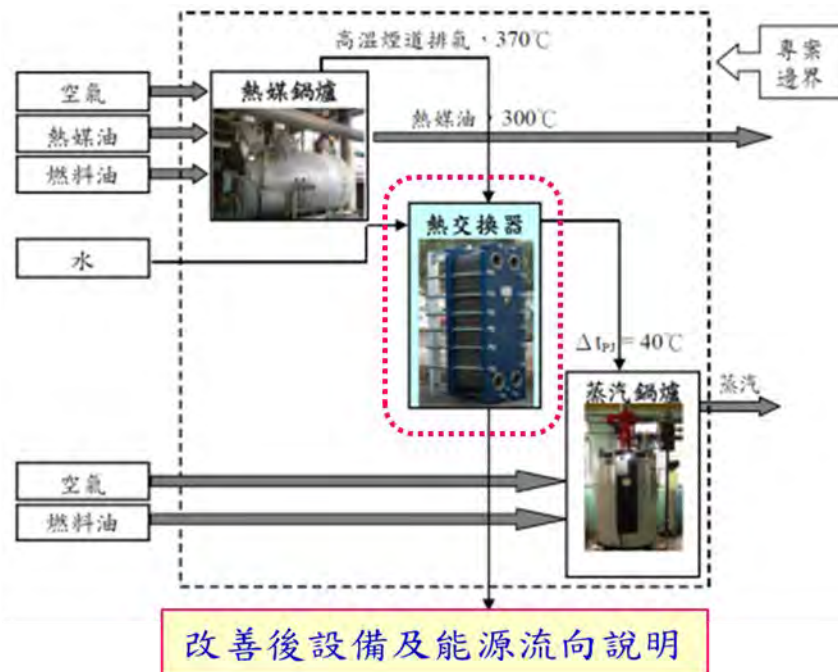 高溫煙道排氣，370℃
專案
邊界
空氣
熱媒鍋爐
熱媒油
熱媒油，300℃
燃料油
水
熱交換器
Δt_PJ = 40℃
蒸汽鍋爐
蒸汽
空氣
燃料油
改善後設備及能源流向說明